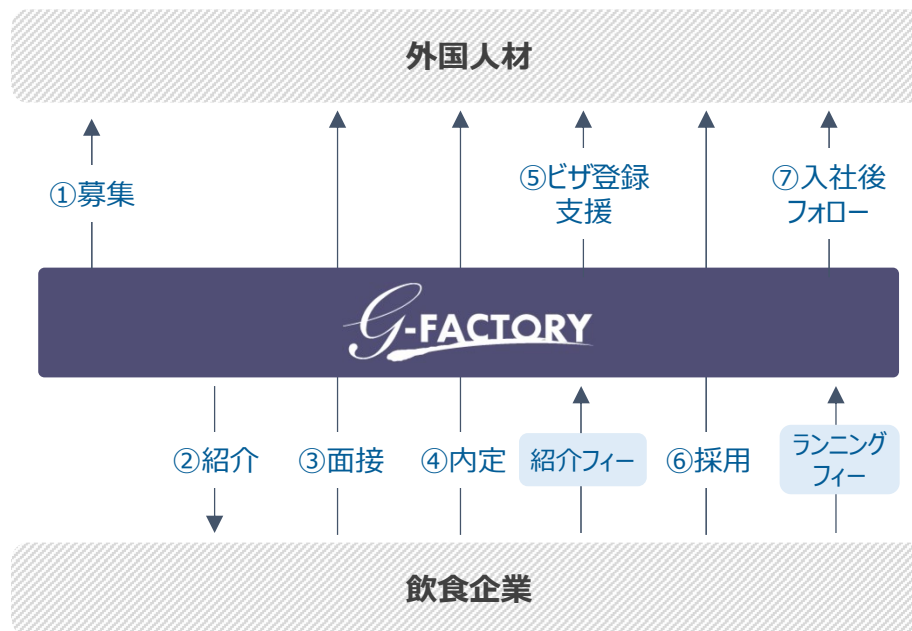 外国人材
①募集
⑤ビザ登録
支援
⑦入社後
フォロー
G-FACTORY
②紹介
③面接
④内定
紹介フィー
⑥採用
ランニング
フィー
飲食企業